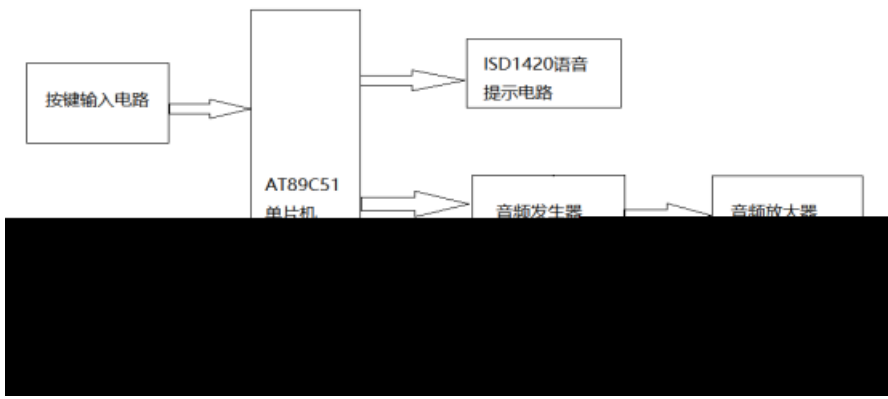 ISD1420语音
提示电路
按键输入电路
AT89C51
单片机
音频发生器
音频放大器